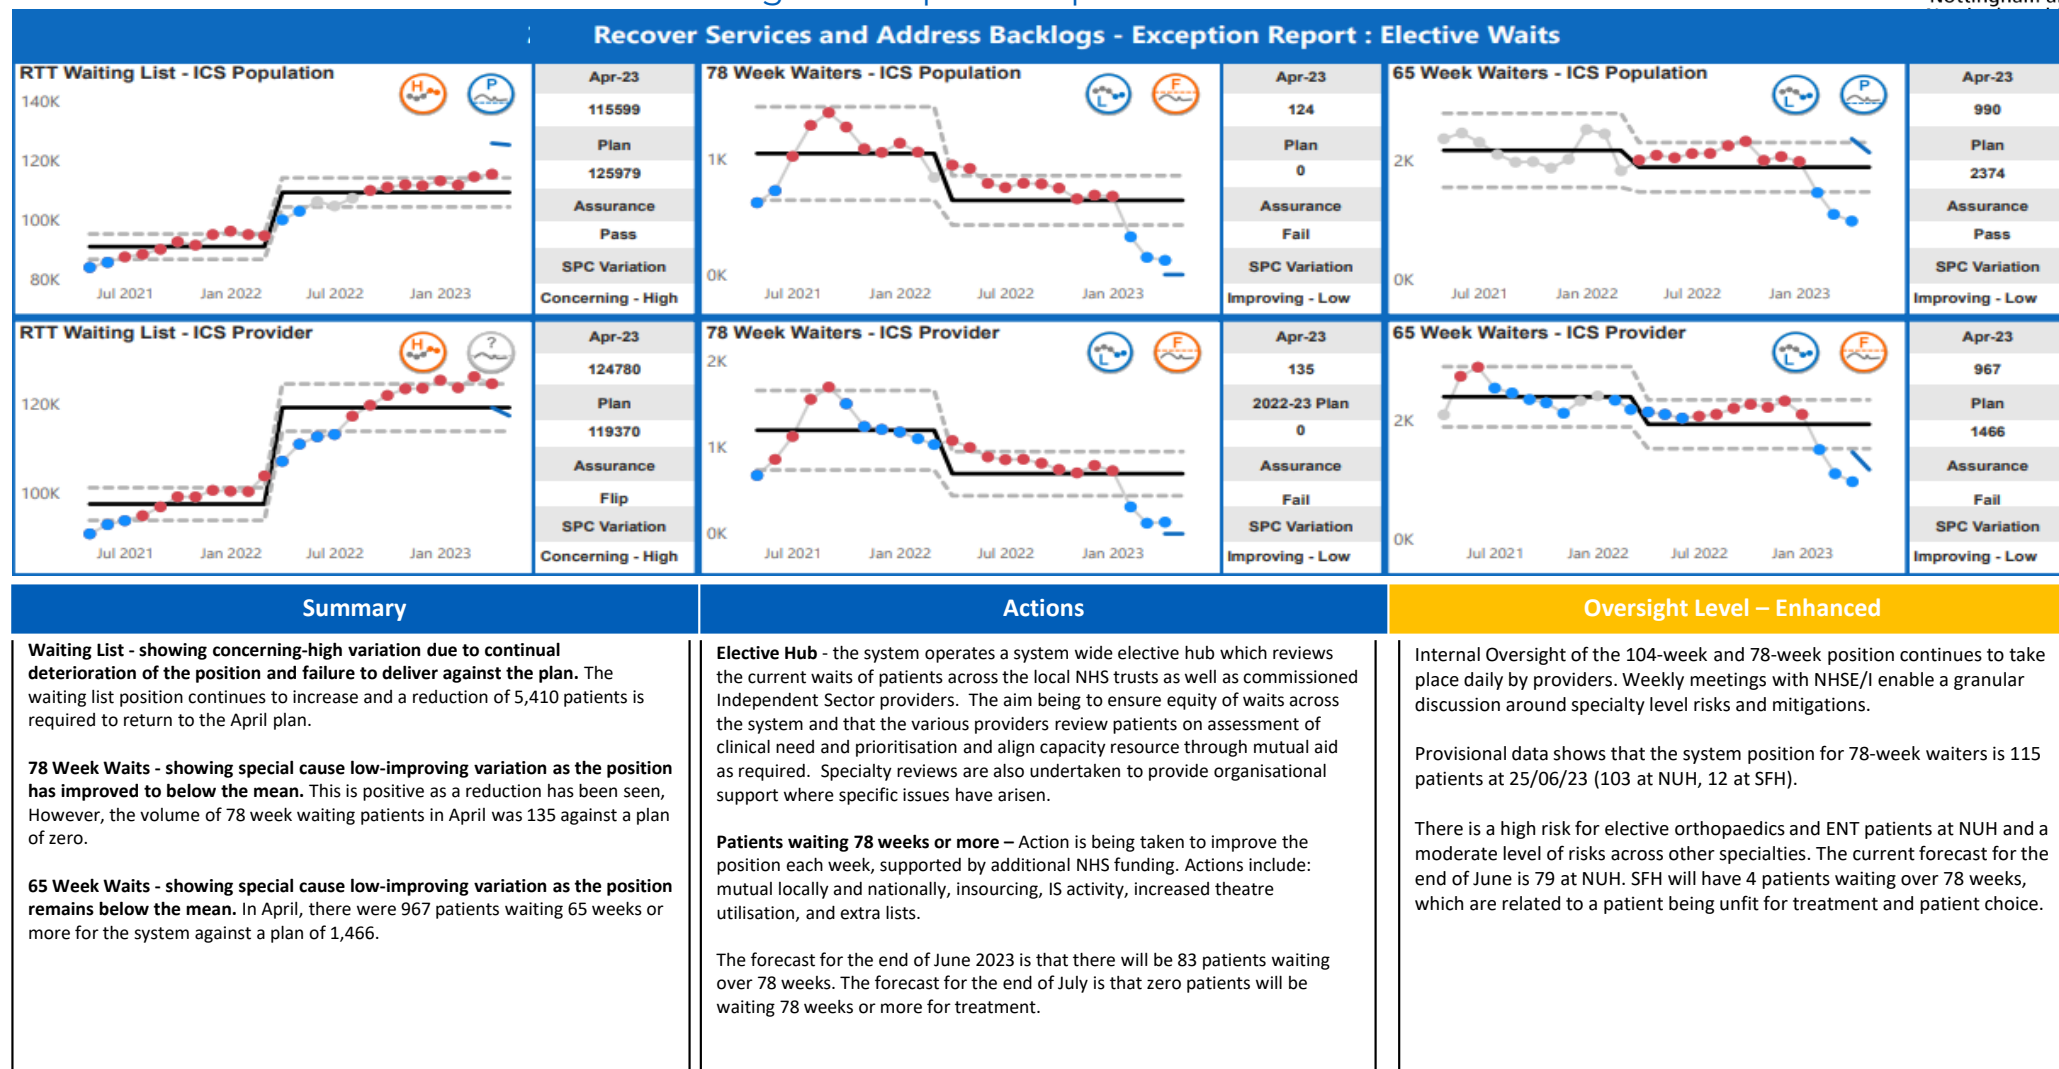 Recover Services and Address Backlogs - Exception Report : Elective Waits
RTT Waiting List - ICS Population
H
P
140K
120K
100K
80K
Jul 2021
Jan 2022
Jul 2022
Jan 2023
Apr-23
115599
Plan
125979
Assurance
Pass
SPC Variation
Concerning - High
78 Week Waiters - ICS Population
L
F
1K
0K
Jul 2021
Jan 2022
Jul 2022
Jan 2023
Apr-23
124
Plan
0
Assurance
Fail
SPC Variation
Improving - Low
65 Week Waiters - ICS Population
L
P
2K
0K
Jul 2021
Jan 2022
Jul 2022
Jan 2023
Apr-23
990
Plan
2374
Assurance
Pass
SPC Variation
Improving - Low
RTT Waiting List - ICS Provider
H
?
120K
100K
Jul 2021
Jan 2022
Jul 2022
Jan 2023
Apr-23
124780
Plan
119370
Assurance
Flip
SPC Variation
Concerning - High
78 Week Waiters - ICS Provider
L
F
2K
1K
0K
Jul 2021
Jan 2022
Jul 2022
Jan 2023
Apr-23
135
2022-23 Plan
0
Assurance
Fail
SPC Variation
Improving - Low
65 Week Waiters - ICS Provider
L
F
2K
0K
Jul 2021
Jan 2022
Jul 2022
Jan 2023
Apr-23
967
Plan
1466
Assurance
Fail
SPC Variation
Improving - Low
Summary
Waiting List - showing concerning-high variation due to continual
deterioration of the position and failure to deliver against the plan. The
waiting list position continues to increase and a reduction of 5,410 patients is
required to return to the April plan.
78 Week Waits - showing special cause low-improving variation as the position
has improved to below the mean. This is positive as a reduction has been seen,
However, the volume of 78 week waiting patients in April was 135 against a plan
of zero.
65 Week Waits - showing special cause low-improving variation as the position
remains below the mean. In April, there were 967 patients waiting 65 weeks or
more for the system against a plan of 1,466.
Actions
Elective Hub - the system operates a system wide elective hub which reviews
the current waits of patients across the local NHS trusts as well as commissioned
Independent Sector providers. The aim being to ensure equity of waits across
the system and that the various providers review patients on assessment of
clinical need and prioritisation and align capacity resource through mutual aid
as required. Specialty reviews are also undertaken to provide organisational
support where specific issues have arisen.
Patients waiting 78 weeks or more – Action is being taken to improve the
position each week, supported by additional NHS funding. Actions include:
mutual locally and nationally, insourcing, IS activity, increased theatre
utilisation, and extra lists.
The forecast for the end of June 2023 is that there will be 83 patients waiting
over 78 weeks. The forecast for the end of July is that zero patients will be
waiting 78 weeks or more for treatment.
Oversight Level – Enhanced
Internal Oversight of the 104-week and 78-week position continues to take
place daily by providers. Weekly meetings with NHSE/I enable a granular
discussion around specialty level risks and mitigations.
Provisional data shows that the system position for 78-week waiters is 115
patients at 25/06/23 (103 at NUH, 12 at SFH).
There is a high risk for elective orthopaedics and ENT patients at NUH and a
moderate level of risks across other specialties. The current forecast for the
end of June is 79 at NUH. SFH will have 4 patients waiting over 78 weeks,
which are related to a patient being unfit for treatment and patient choice.